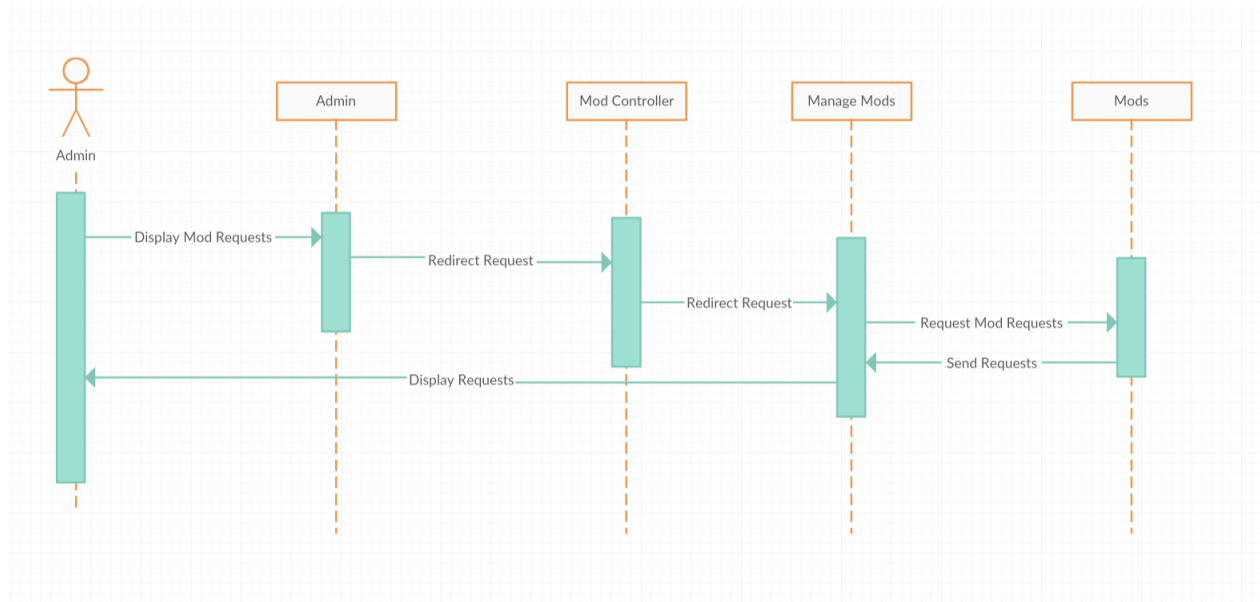 Admin
Mod Controller
Manage Mods
Mods
Admin
Display Mod Requests
Redirect Request
Redirect Request
Request Mod Requests
Send Requests
Display Requests